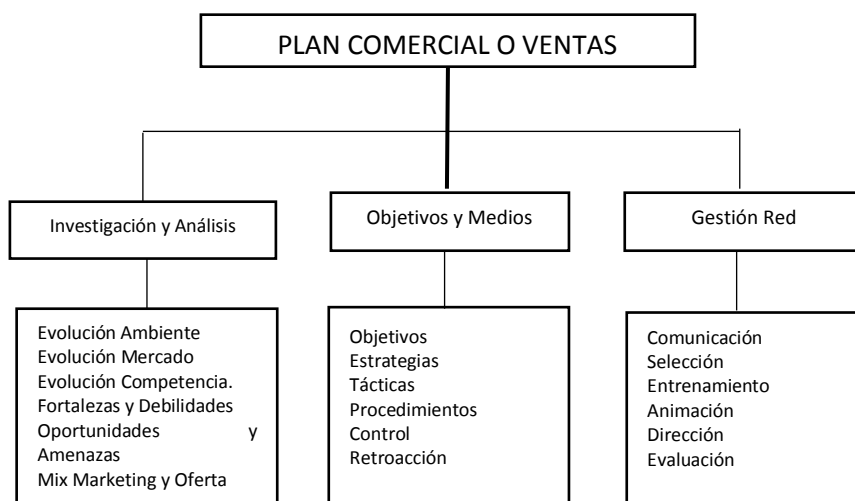 PLAN COMERCIAL O VENTAS
Investigación y Análisis
Objetivos y Medios
Gestión Red
Evolución Ambiente
Evolución Mercado
Evolución Competencia.
Fortalezas y Debilidades
Oportunidades y
Amenazas
Mix Marketing y Oferta
Objetivos
Estrategias
Tácticas
Procedimientos
Control
Retroacción
Comunicación
Selección
Entrenamiento
Animación
Dirección
Evaluación